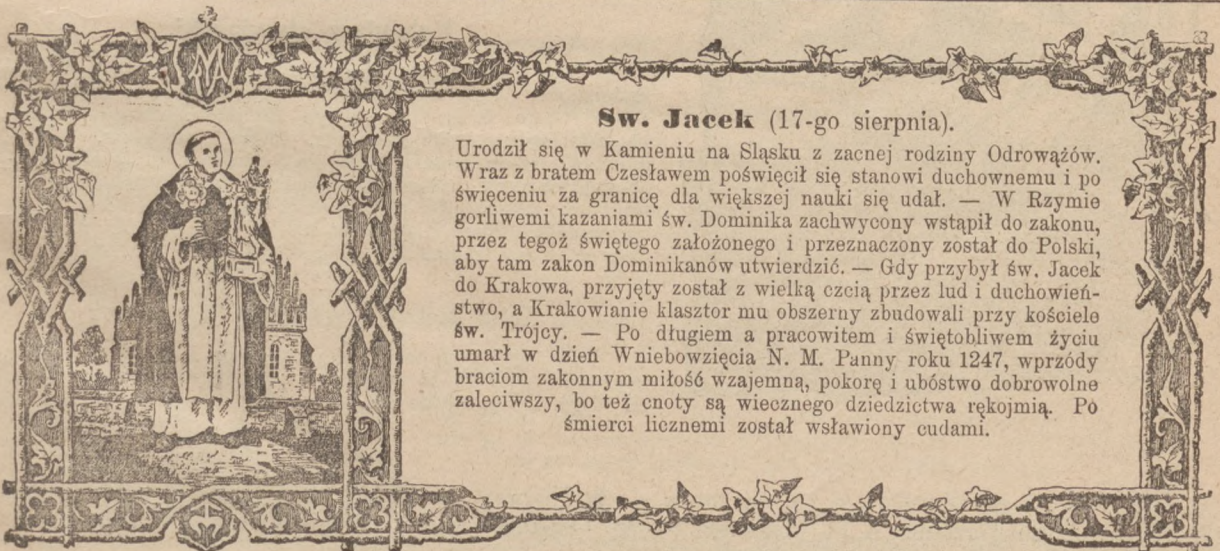 Sw. Jacek (17-go sierpnia).
Urodził się w Kamieniu na Sląsku z zacnej rodziny Odrowążów.
Wraz z bratem Czesławem poświęcił się stanowi duchownemu i po
święceniu za granicę dla większej nauki się udał. — W Rzymie
gorliwemi kazaniami św. Dominika zachwycony wstąpił do zakonu,
przez tegoż świętego założonego i przeznaczony został do Polski,
aby tam zakon Dominikanów utwierdzić. — Gdy przybył św. Jacek
do Krakowa, przyjęty został z wielką czcią przez lud i duchowień-
stwo, a Krakowianie klasztor mu obszerny zbudowali przy kościele
św. Trójcy. — Po długiem a pracowitem i świętobliwem życiu
umarł w dzień Wniebowzięcia N. M. Panny roku 1247, wprzódy
braciom zakonnym miłość wzajemną, pokorę i ubóstwo dobrowolne
zaleciwszy, bo też cnoty są wiecznego dziedzictwa rękojmią. Po
śmierci licznemi został wsławiony cudami.